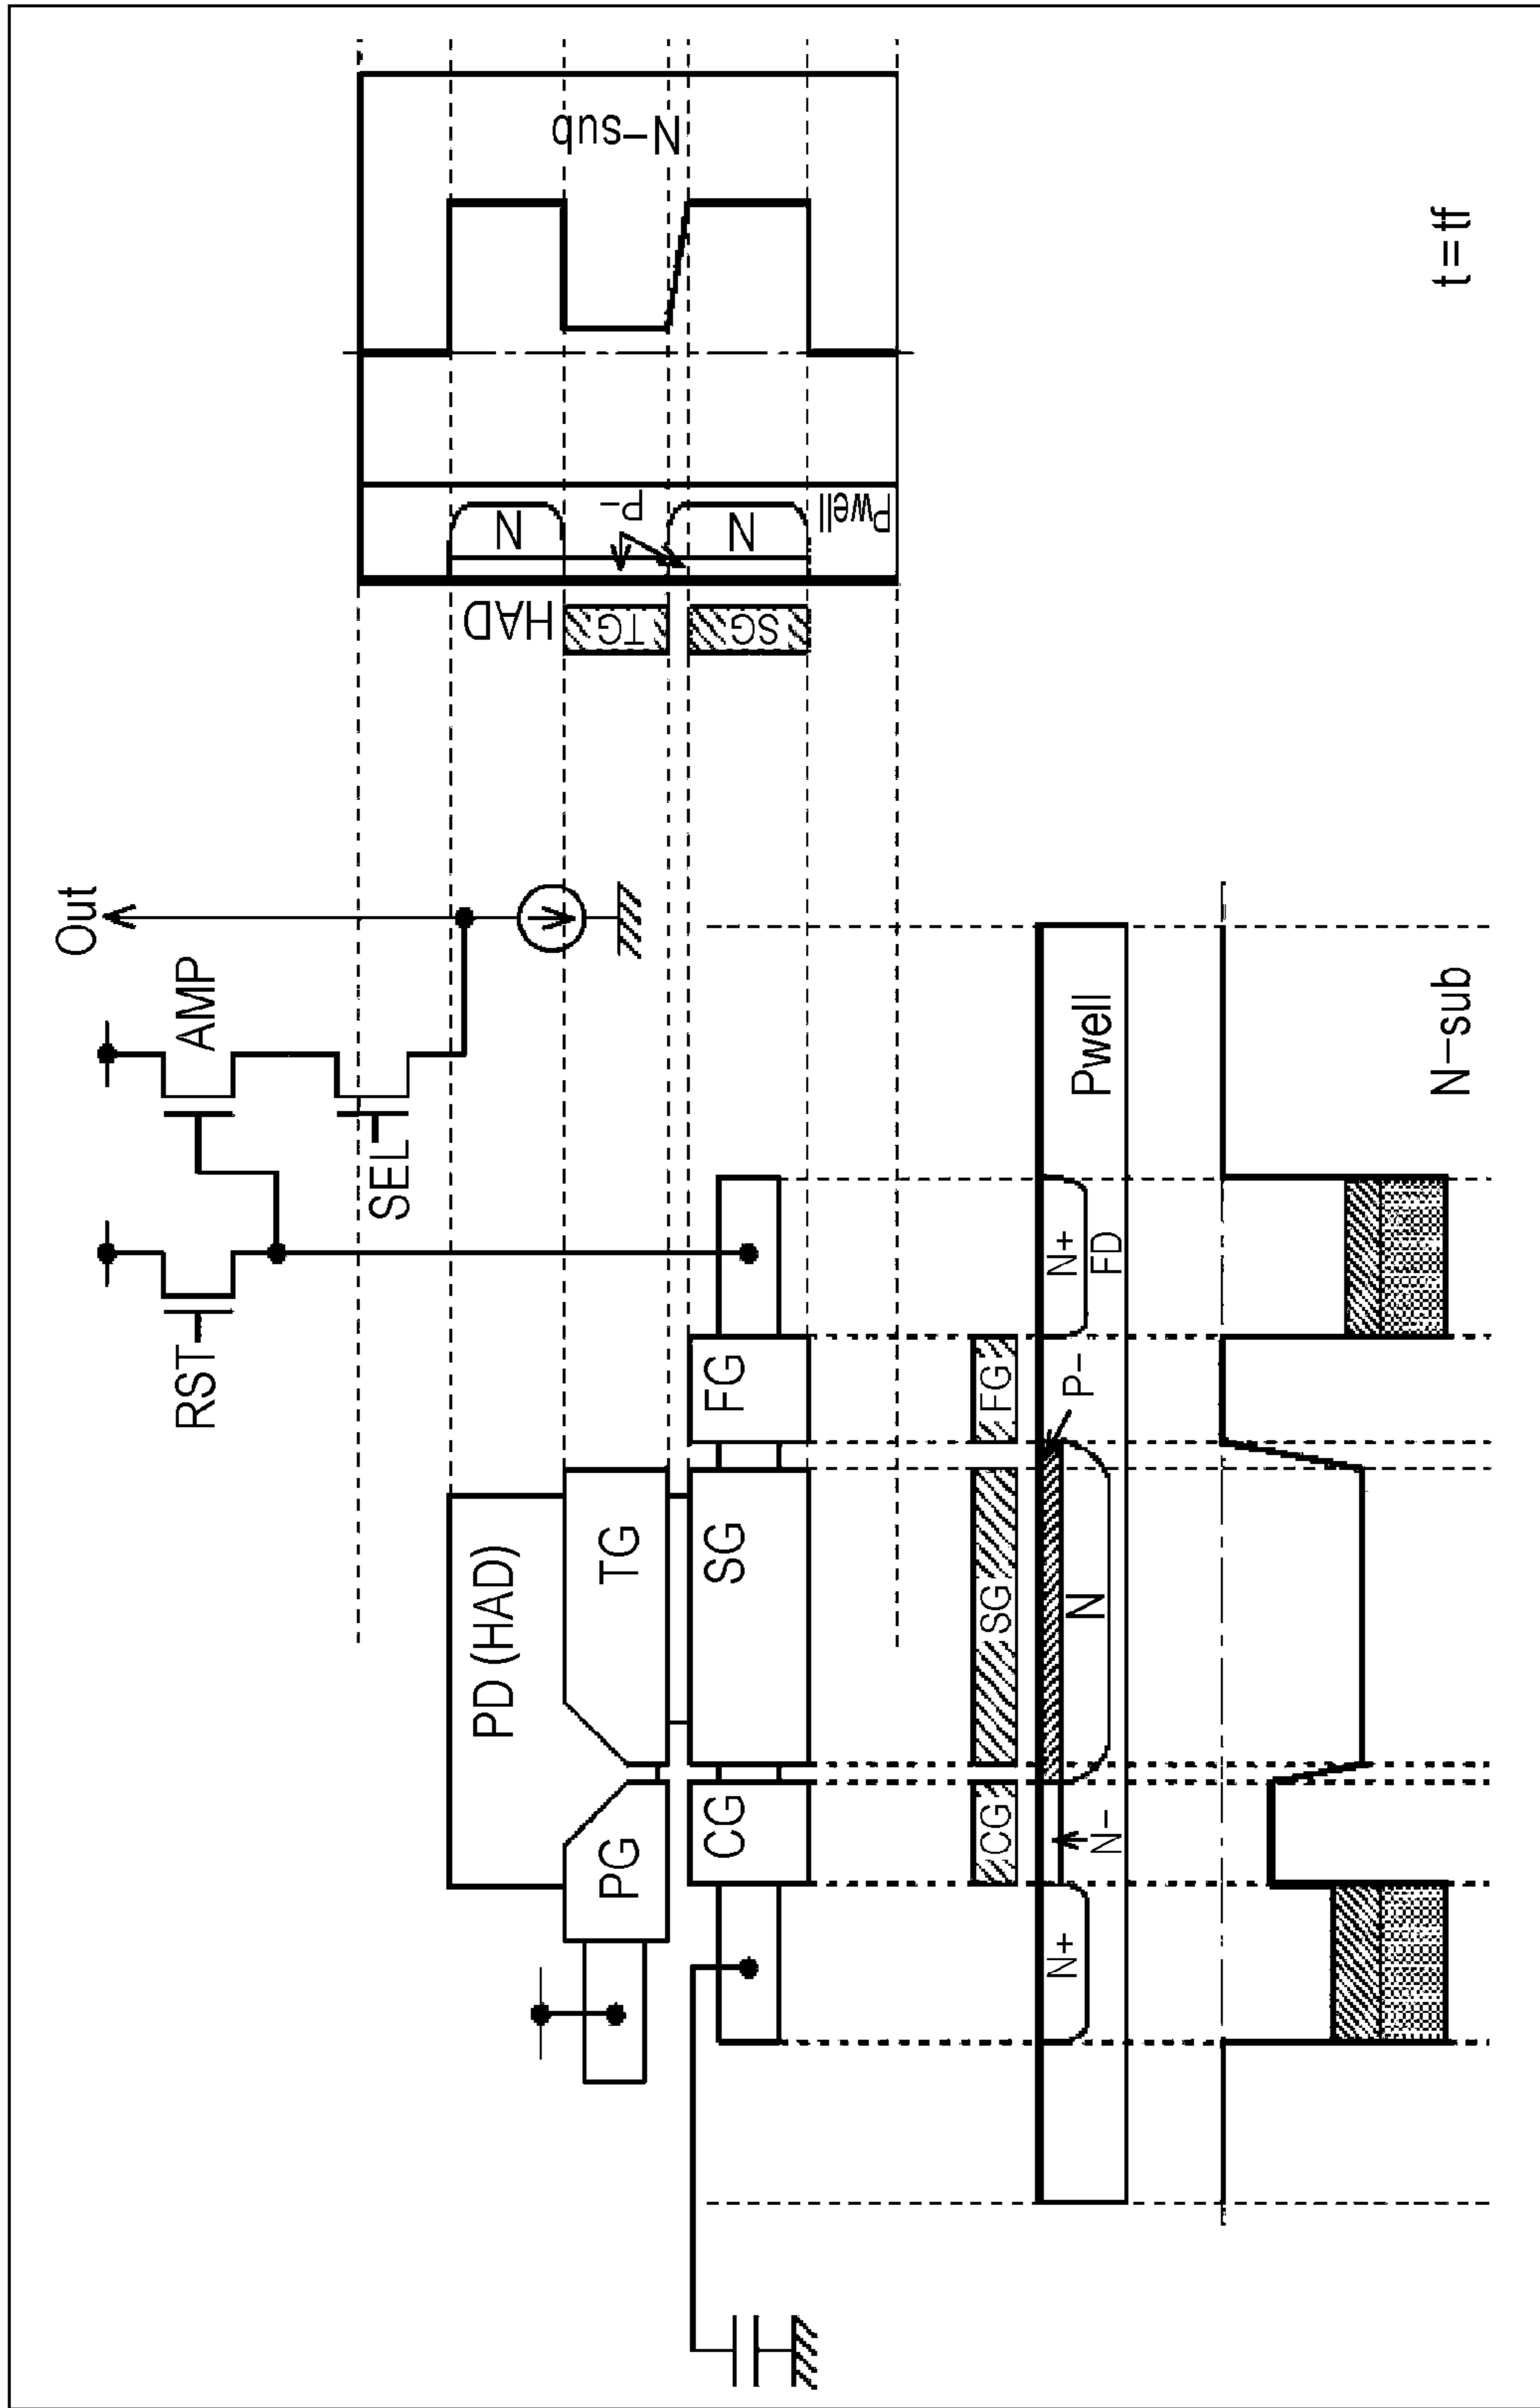 Out
AMP
RST
SEL
PD (HAD)
PG
TG
CG
SG
FG
CG
SG
FG
N+
N-
N
P-
N+
FD
Pwell
N-sub
t=tf
HAD
TG
SG
N
P-
N
Pwell
N-sub